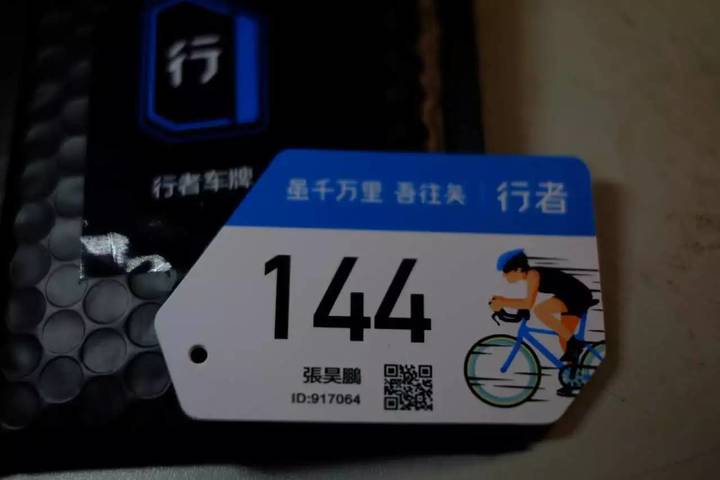 行
行者车牌
虽千万里 吾往矣 行者
144
張昊鵬
ID:917064